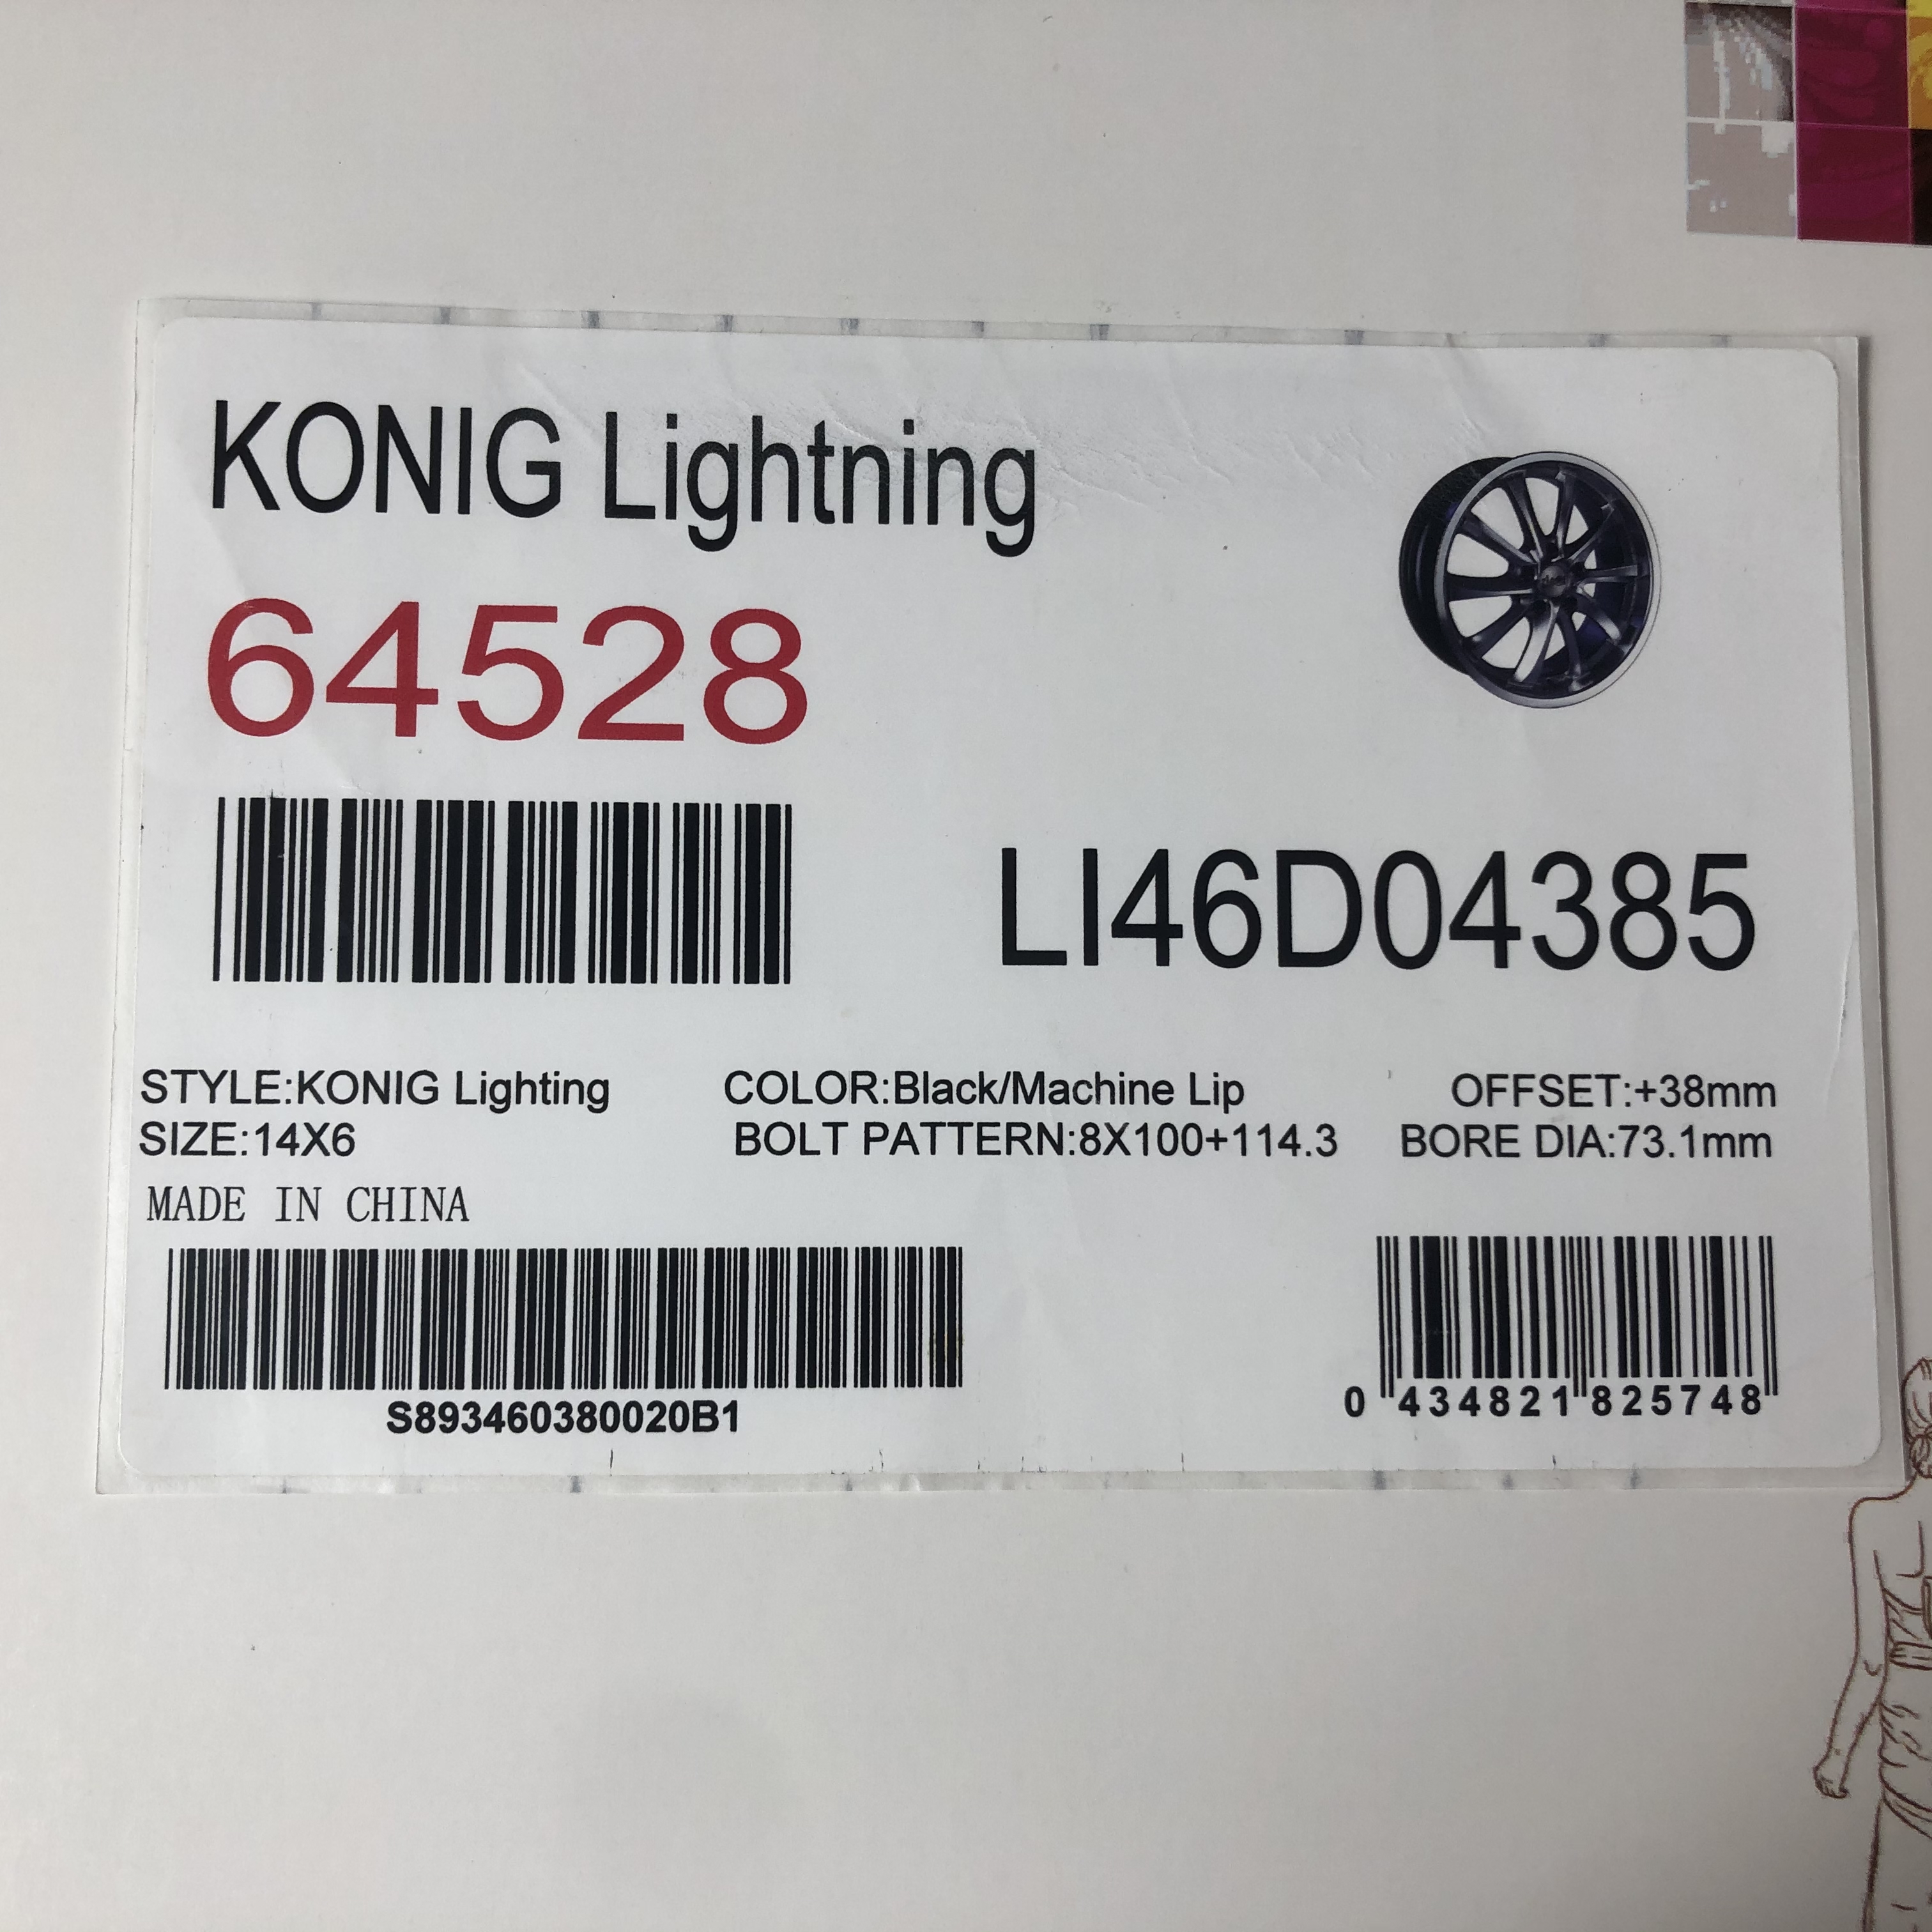 KONIG Lightning
64528
LI46D04385
STYLE:KONIG Lighting COLOR:Black/Machine Lip OFFSET:+38mm
SIZE:14X6 BOLT PATTERN:8X100+114.3 BORE DIA:73.1mm
MADE IN CHINA
S893460380020B1
0 434821 825748